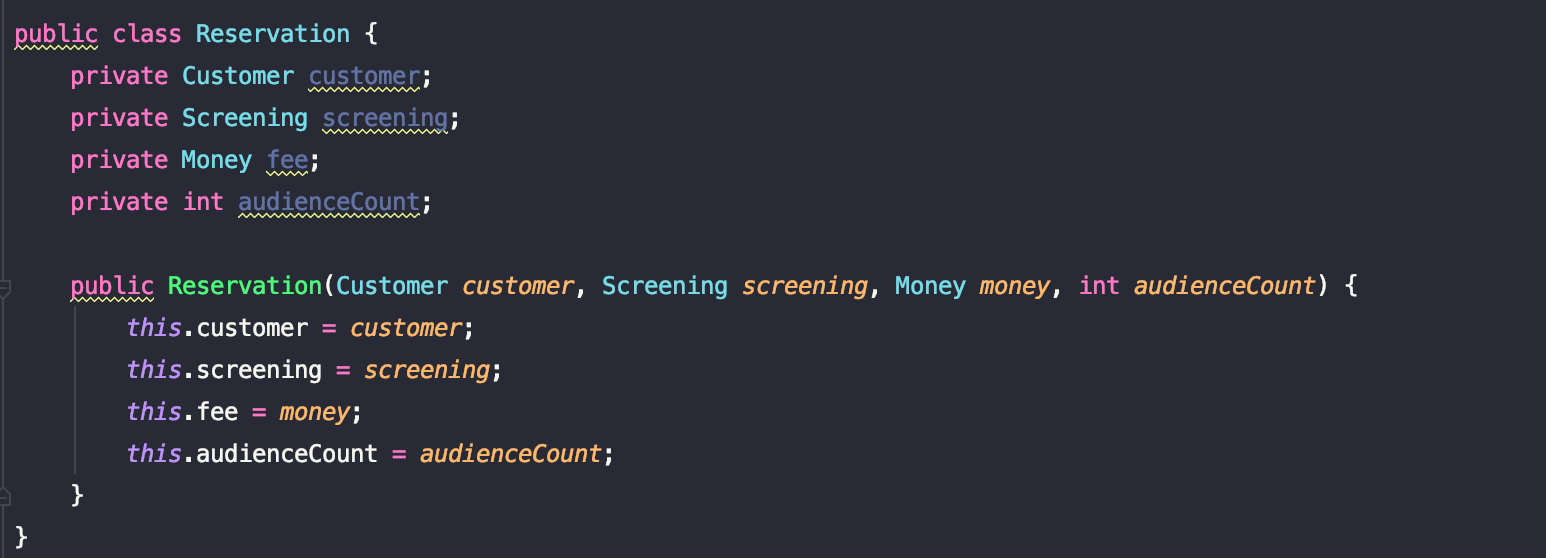 public class Reservation {
    private Customer customer;
    private Screening screening;
    private Money fee;
    private int audienceCount;

    public Reservation(Customer customer, Screening screening, Money money, int audienceCount) {
        this.customer = customer;
        this.screening = screening;
        this.fee = money;
        this.audienceCount = audienceCount;
    }
}